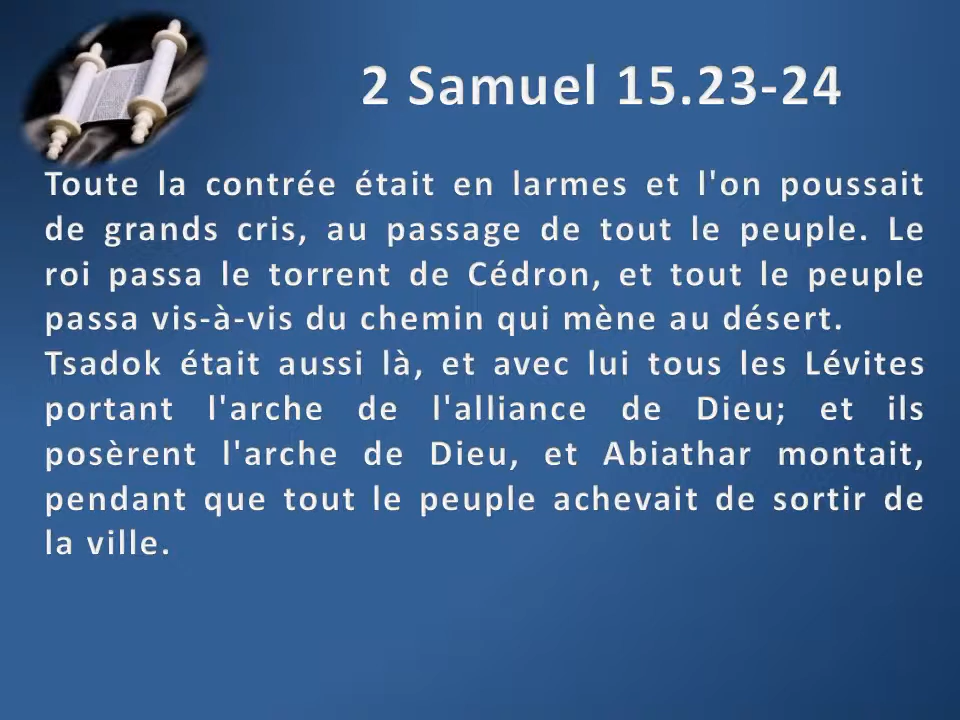 2 Samuel 15.23-24
Toute la contrée était en larmes et l'on poussait
de grands cris, au passage de tout le peuple. Le
roi passa le torrent de Cédron, et tout le peuple
passa vis-à-vis du chemin qui mène au désert.
Tsadok était aussi là, et avec lui tous les Lévites
portant l'arche de l'alliance de Dieu; et ils
posèrent l'arche de Dieu, et Abiathar montait,
pendant que tout le peuple achevait de sortir de
la ville.